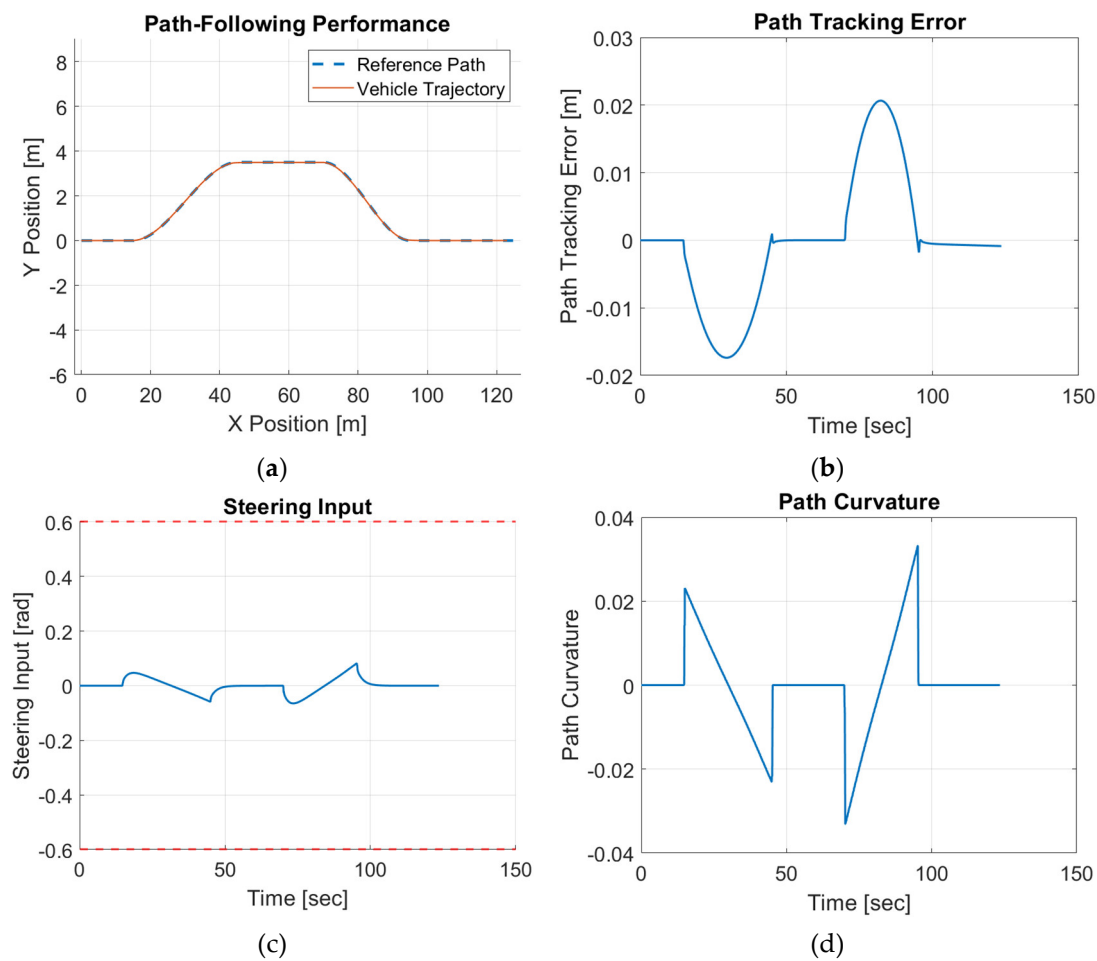 Path-Following Performance
Reference Path
Vehicle Trajectory
8
6
4
2
0
-2
-4
-6
Y Position [m]
0 20 40 60 80 100 120
X Position [m]
(a)
Path Tracking Error
0.03
0.02
0.01
0
-0.01
-0.02
Path Tracking Error [m]
0 50 100 150
Time [sec]
(b)
Steering Input
0.6
0.4
0.2
0
-0.2
-0.4
-0.6
Steering Input [rad]
0 50 100 150
Time [sec]
(c)
Path Curvature
0.04
0.02
0
-0.02
-0.04
Path Curvature
0 50 100 150
Time [sec]
(d)